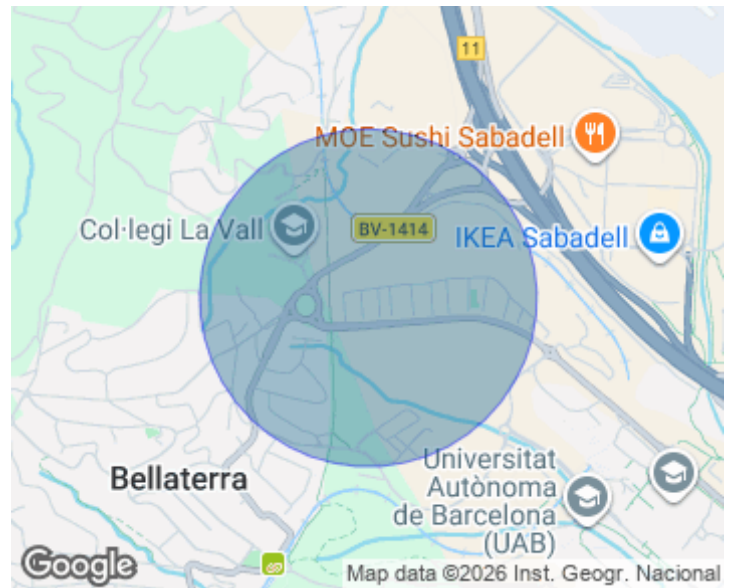 11
MOE Sushi Sabadell
Col·legi La Vall
BV-1414
IKEA Sabadell
Bellaterra
Universitat
Autònoma
de Barcelona
(UAB)
Google
Map data ©2026 Inst. Geogr. Nacional